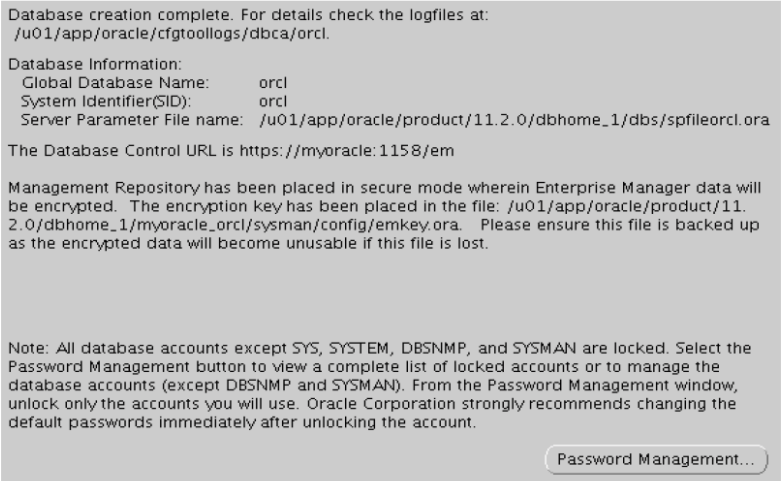 Database creation complete. For details check the logfiles at:
/u01/app/oracle/cfgtoollogs/dbca/orcl.
Database Information:
Global Database Name: orcl
System Identifier(SID): orcl
Server Parameter File name: /u01/app/oracle/product/11.2.0/dbhome_1/dbs/spfileorcl.ora
The Database Control URL is https://myoracle:1158/em
Management Repository has been placed in secure mode wherein Enterprise Manager data will
be encrypted. The encryption key has been placed in the file: /u01/app/oracle/product/11.
2.0/dbhome_1/myoracle_orcl/sysman/config/emkey.ora. Please ensure this file is backed up
as the encrypted data will become unusable if this file is lost.
Note: All database accounts except SYS, SYSTEM, DBSNMP, and SYSMAN are locked. Select the
Password Management button to view a complete list of locked accounts or to manage the
database accounts (except DBSNMP and SYSMAN). From the Password Management window,
unlock only the accounts you will use. Oracle Corporation strongly recommends changing the
default passwords immediately after unlocking the account.
Password Management...